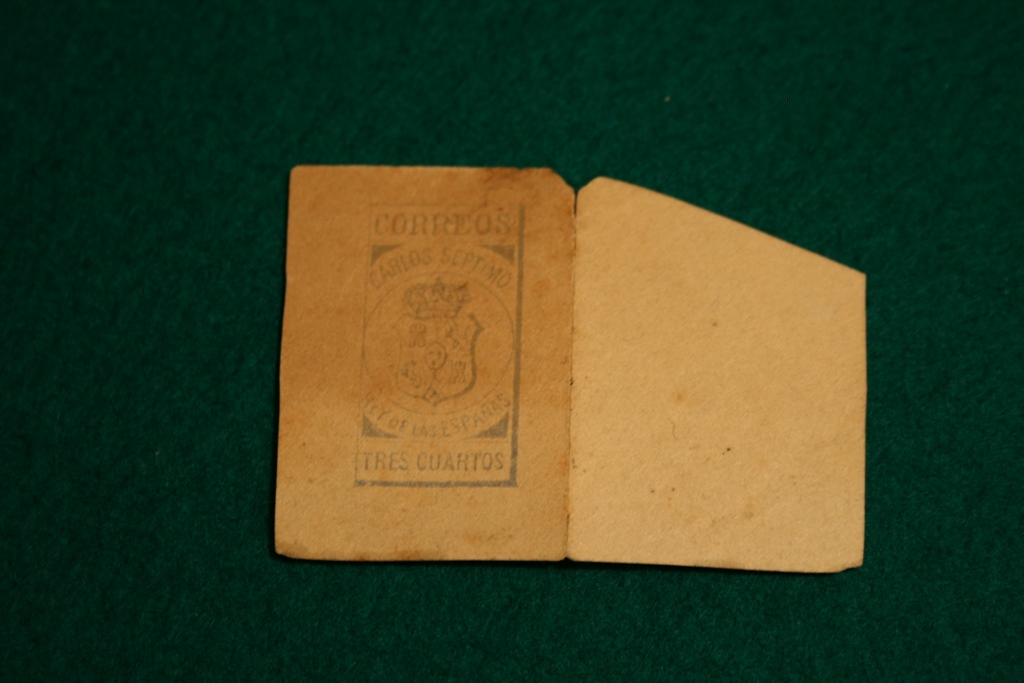 CORREOS
CARLOS SEPTIMO
REY DE LAS ESPAÑAS
TRES CUARTOS